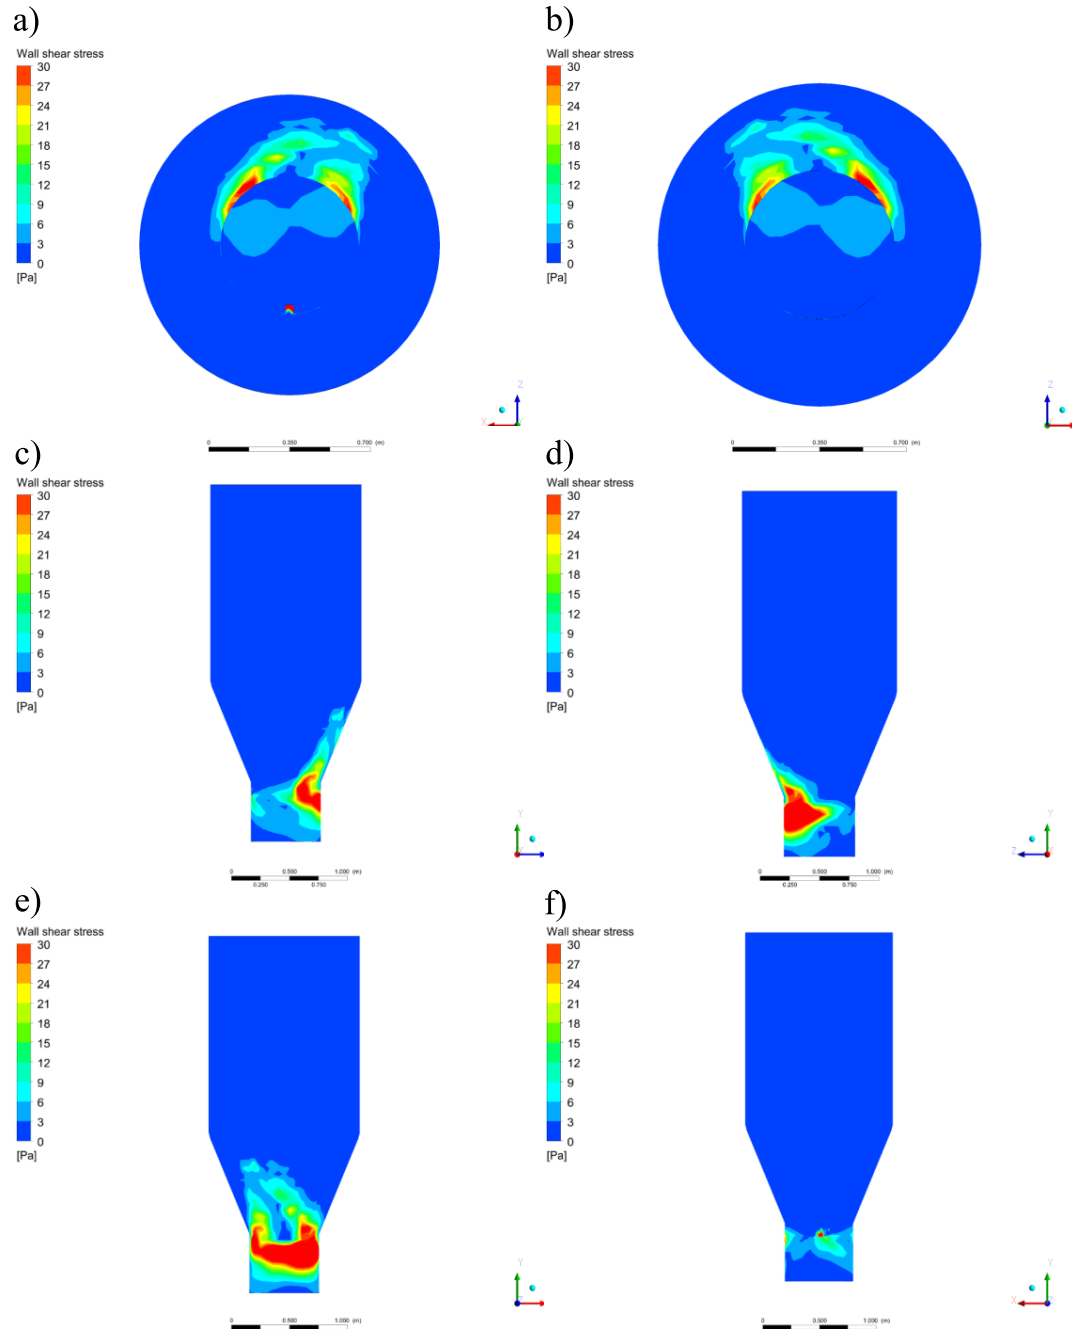 a)
Wall shear stress
30
27
24
21
18
15
12
9
6
3
0
[Pa]
Z
X
Y
0 0.350 0.700 (m)
b)
Wall shear stress
30
27
24
21
18
15
12
9
6
3
0
[Pa]
Z
0 0.350 0.700 (m)
c)
Wall shear stress
30
27
24
21
18
15
12
9
6
3
0
[Pa]
Y
0 0.500 1.000 (m)
0.250 0.750
d)
Wall shear stress
30
27
24
21
18
15
12
9
6
3
0
[Pa]
Y
Z
0 0.500 1.000 (m)
0.250 0.750
e)
Wall shear stress
30
27
24
21
18
15
12
9
6
3
0
[Pa]
Y
0 0.500 1.000 (m)
f)
Wall shear stress
30
27
24
21
18
15
12
9
6
3
0
[Pa]
Y
X
0 0.500 1.000 (m)